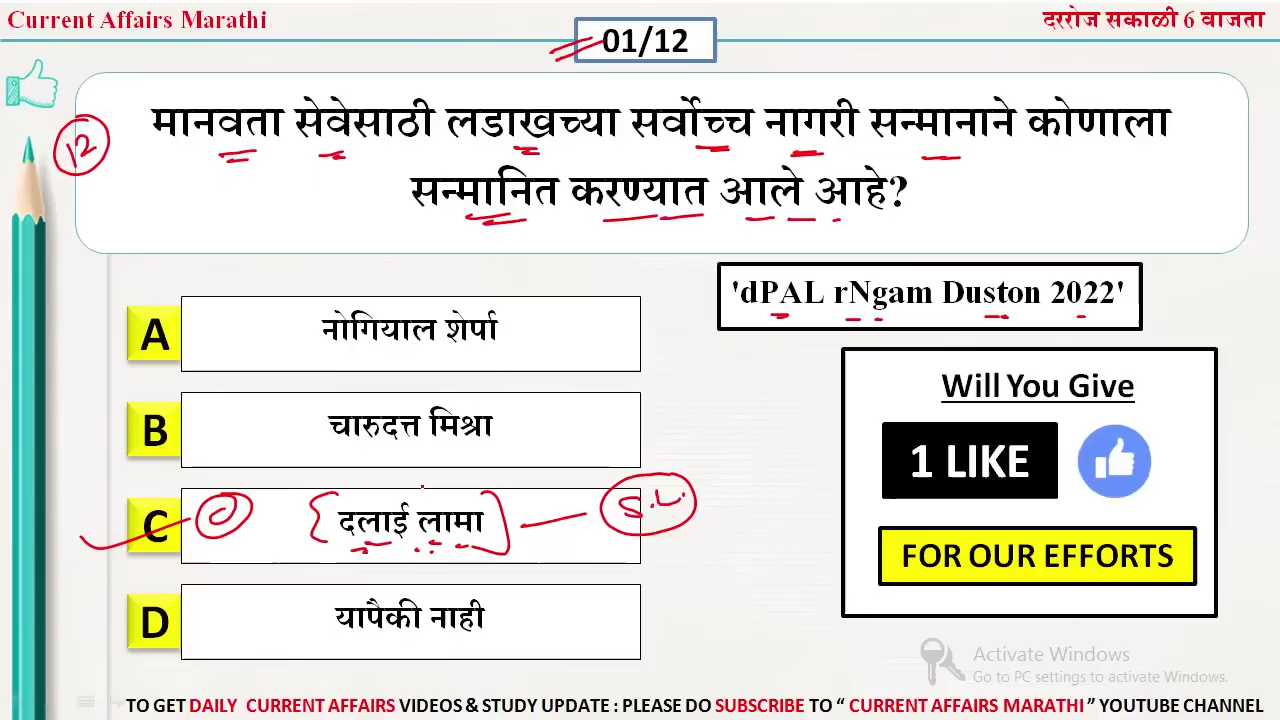 Current Affairs Marathi
दररोज सकाळी 6 वाजता
01/12
१२
मानवता सेवेसाठी लडाखच्या सर्वोच्च नागरी सन्मानाने कोणाला
सन्मानित करण्यात आले आहे?
'dPAL rNgam Duston 2022'
A
नोगियाल शेर्पा
B
चारुदत्त मिश्रा
C
दलाई लामा
S.L.
D
यापैकी नाही
Will You Give
1 LIKE
FOR OUR EFFORTS
Activate Windows
Go to PC settings to activate Windows.
TO GET DAILY CURRENT AFFAIRS VIDEOS & STUDY UPDATE : PLEASE DO SUBSCRIBE TO “ CURRENT AFFAIRS MARATHI ” YOUTUBE CHANNEL